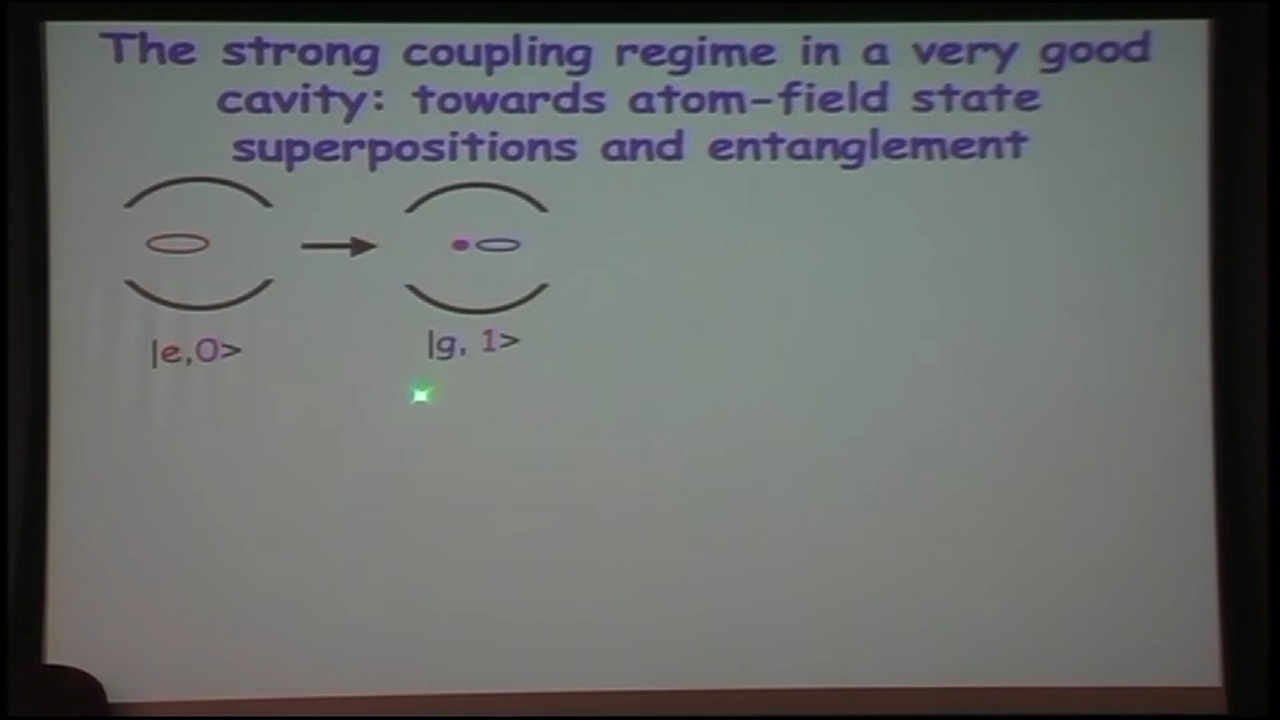 The strong coupling regime in a very good
cavity: towards atom-field state
superpositions and entanglement
|e,0>
|g, 1>